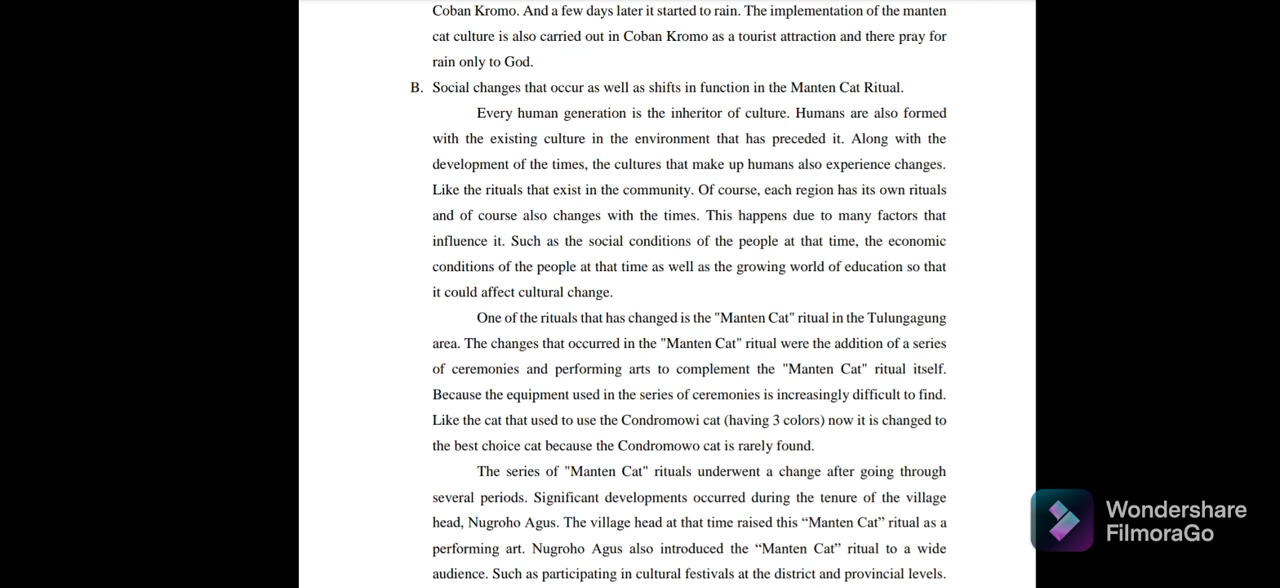 Coban Kromo. And a few days later it started to rain. The implementation of the manten
cat culture is also carried out in Coban Kromo as a tourist attraction and there pray for
rain only to God.
B. Social changes that occur as well as shifts in function in the Manten Cat Ritual.
Every human generation is the inheritor of culture. Humans are also formed
with the existing culture in the environment that has preceded it. Along with the
development of the times, the cultures that make up humans also experience changes.
Like the rituals that exist in the community. Of course, each region has its own rituals
and of course also changes with the times. This happens due to many factors that
influence it. Such as the social conditions of the people at that time, the economic
conditions of the people at that time as well as the growing world of education so that
it could affect cultural change.
One of the rituals that has changed is the "Manten Cat" ritual in the Tulungagung
area. The changes that occurred in the "Manten Cat" ritual were the addition of a series
of ceremonies and performing arts to complement the "Manten Cat" ritual itself.
Because the equipment used in the series of ceremonies is increasingly difficult to find.
Like the cat that used to use the Condromowi cat (having 3 colors) now it is changed to
the best choice cat because the Condromowo cat is rarely found.
The series of "Manten Cat" rituals underwent a change after going through
several periods. Significant developments occurred during the tenure of the village
head, Nugroho Agus. The village head at that time raised this “Manten Cat” ritual as a
performing art. Nugroho Agus also introduced the “Manten Cat” ritual to a wide
audience. Such as participating in cultural festivals at the district and provincial levels.
Wondershare
FilmoraGo